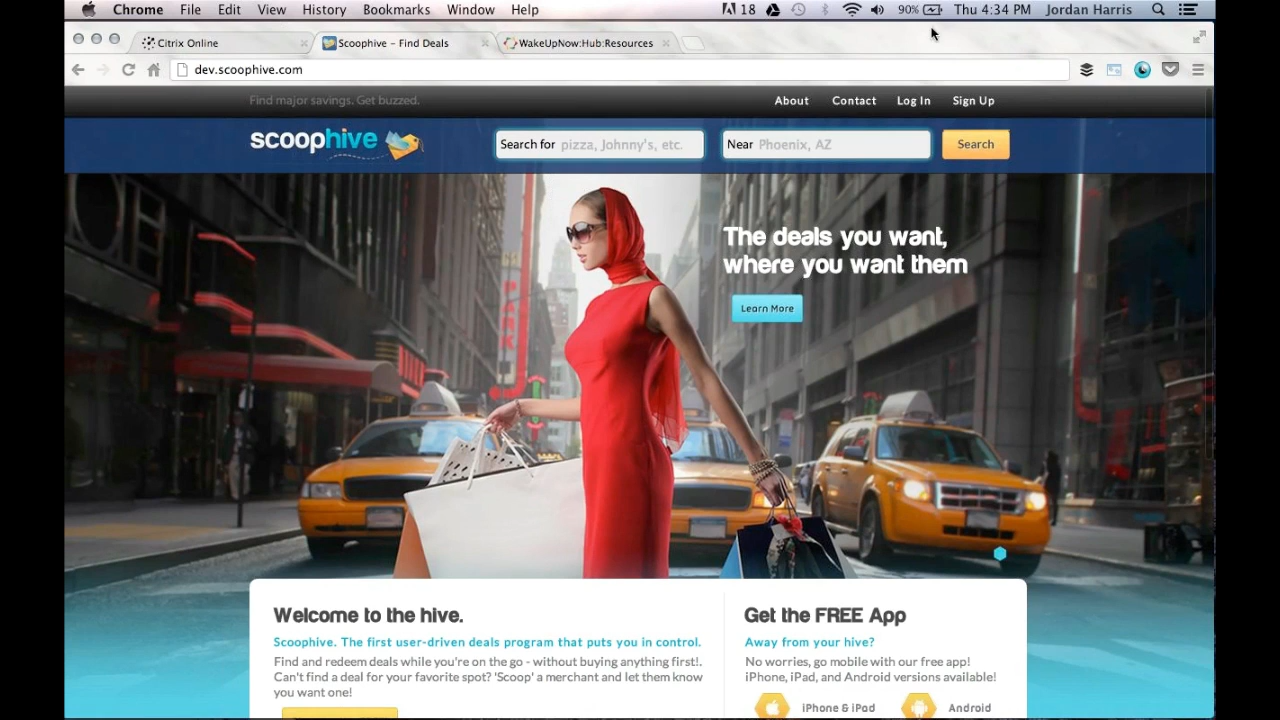 Chrome File Edit View History Bookmarks Window Help 18 90% Thu 4:34 PM Jordan Harris
Citrix Online Scoophive - Find Deals WakeUpNow:Hub:Resources
dev.scoophive.com
Find major savings. Get buzzed. About Contact Log In Sign Up
scoophive Search for pizza, Johnny's, etc. Near Phoenix, AZ Search
The deals you want,
where you want them
Learn More
PARK
Welcome to the hive. Get the FREE App
Scoophive. The first user-driven deals program that puts you in control. Away from your hive?
Find and redeem deals while you're on the go - without buying anything first!. No worries, go mobile with our free app!
Can't find a deal for your favorite spot? 'Scoop' a merchant and let them know iPhone, iPad, and Android versions available!
you want one!
iPhone & iPad Android